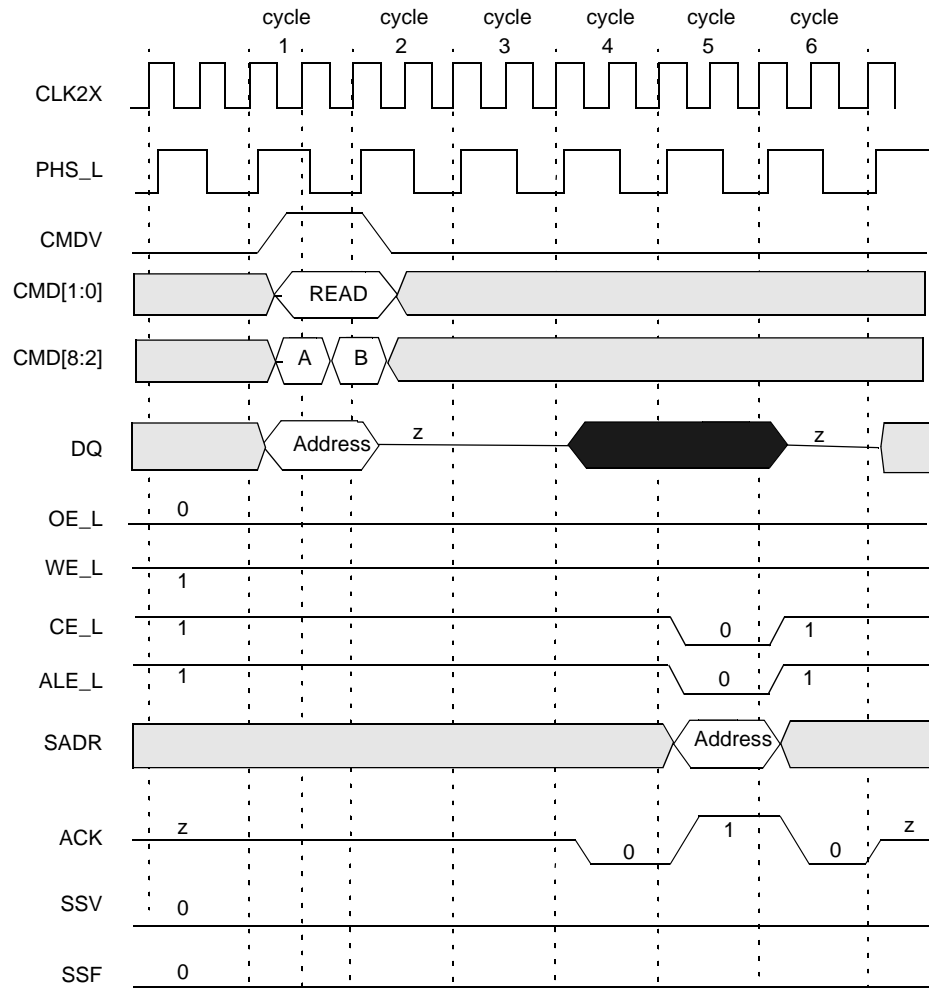 cycle cycle cycle cycle cycle cycle
1 2 3 4 5 6
CLK2X
PHS_L
CMDV
CMD[1:0] READ
CMD[8:2] A B
DQ Address z z
OE_L 0
WE_L 1
CE_L 1 0 1
ALE_L 1 0 1
SADR Address
ACK z 0 1 0 z
SSV 0
SSF 0